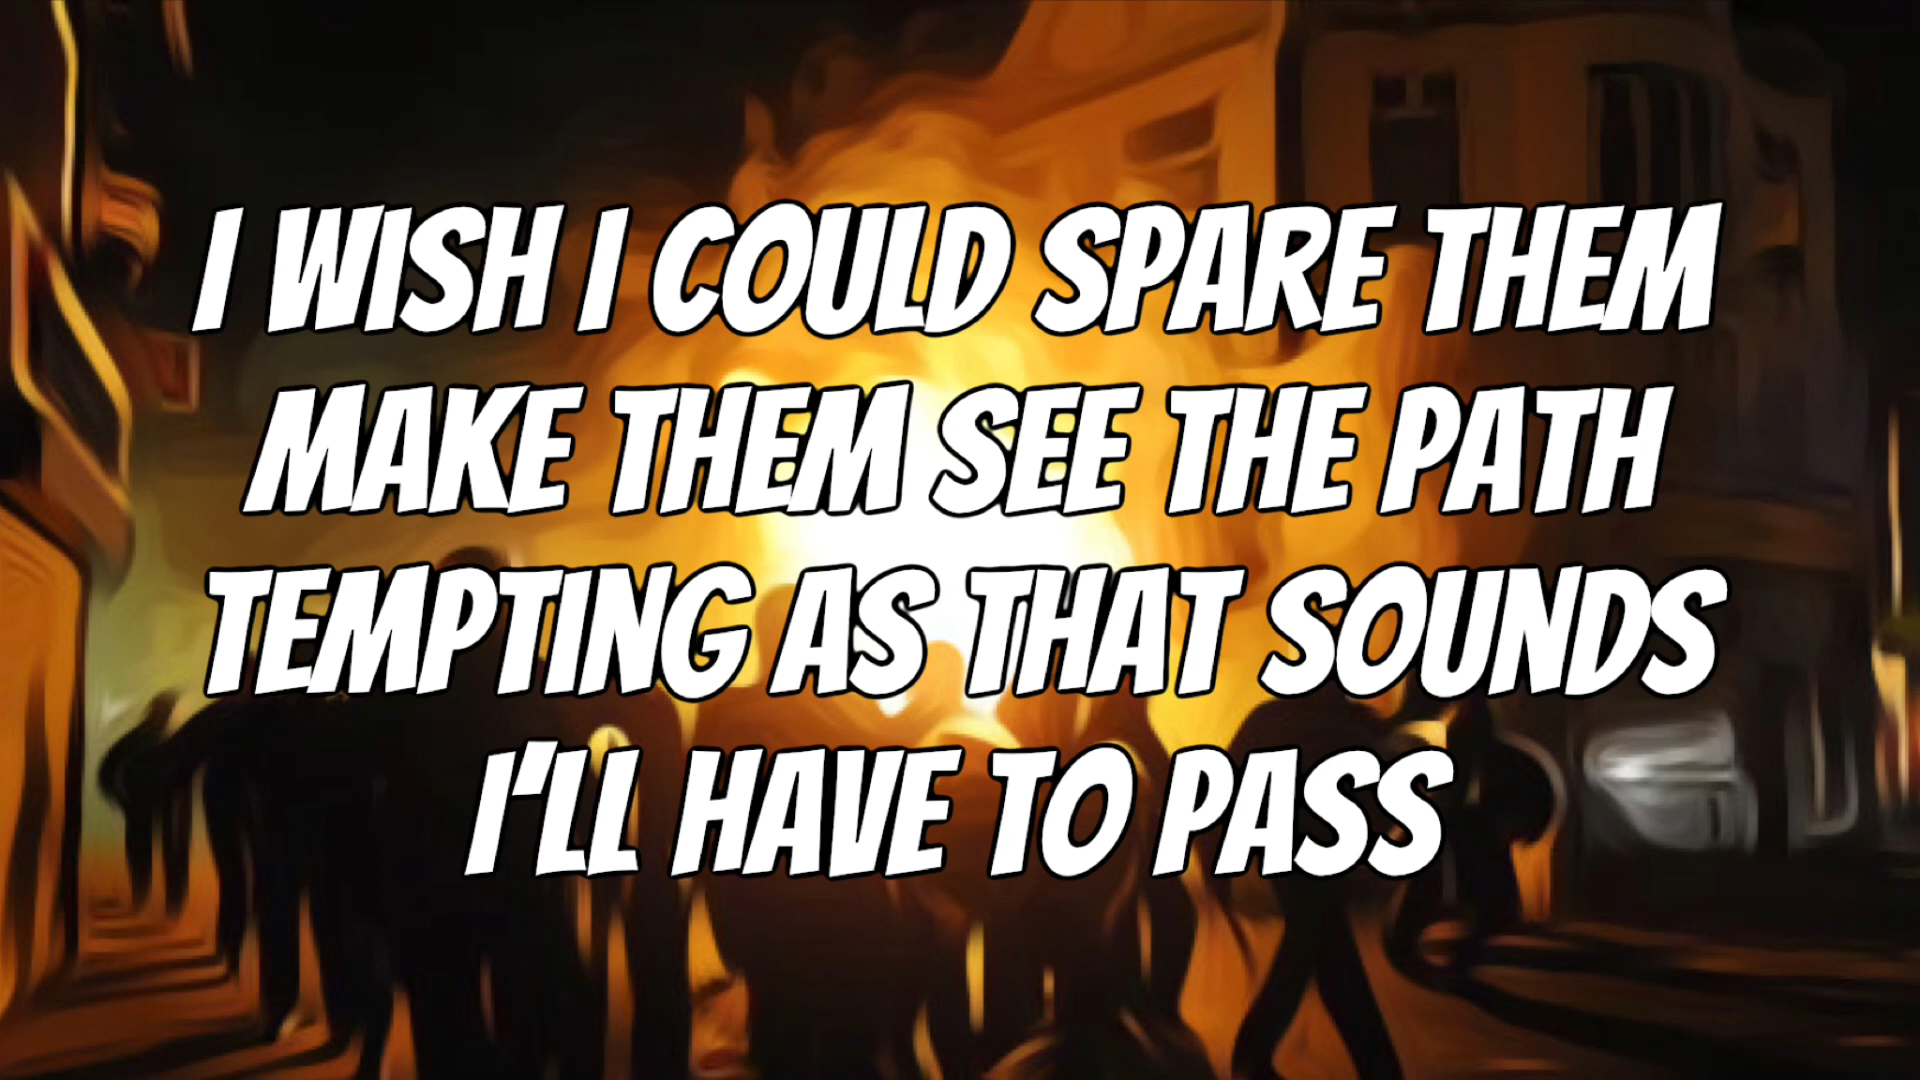 I WISH I COULD SPARE THEM
MAKE THEM SEE THE PATH
TEMPTING AS THAT SOUNDS
I'LL HAVE TO PASS